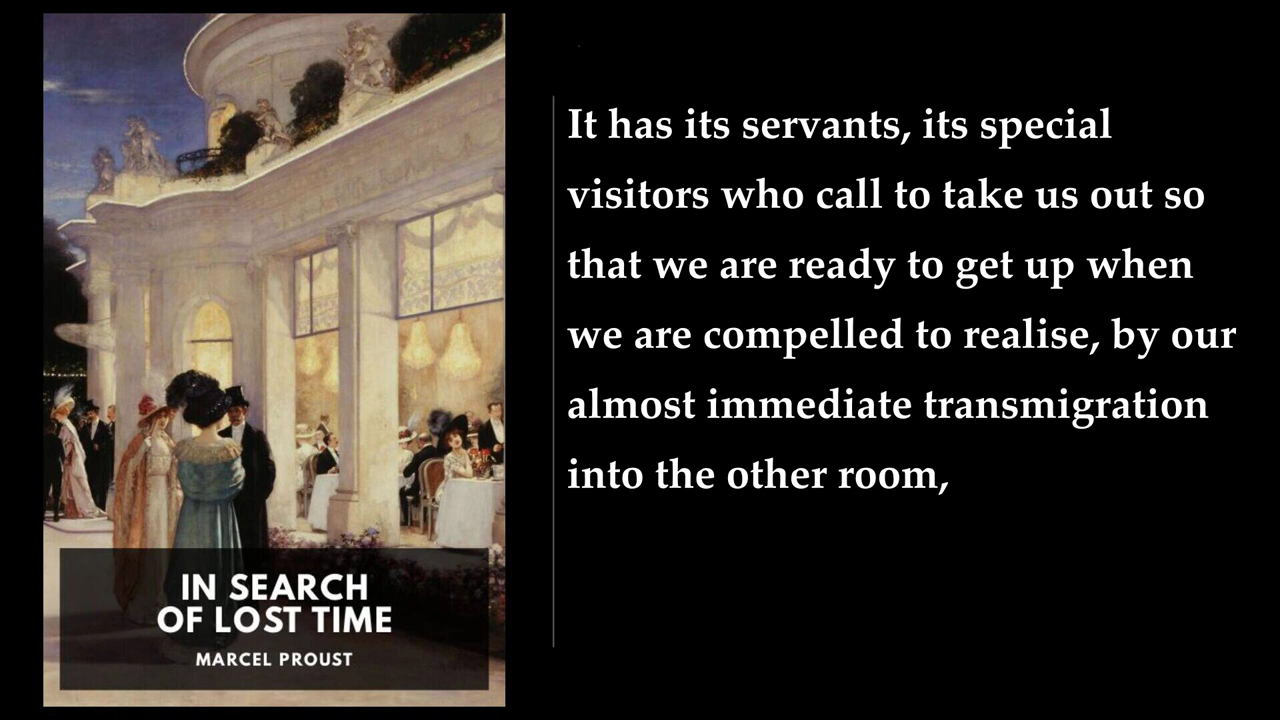 IN SEARCH
OF LOST TIME
MARCEL PROUST
It has its servants, its special
visitors who call to take us out so
that we are ready to get up when
we are compelled to realise, by our
almost immediate transmigration
into the other room,